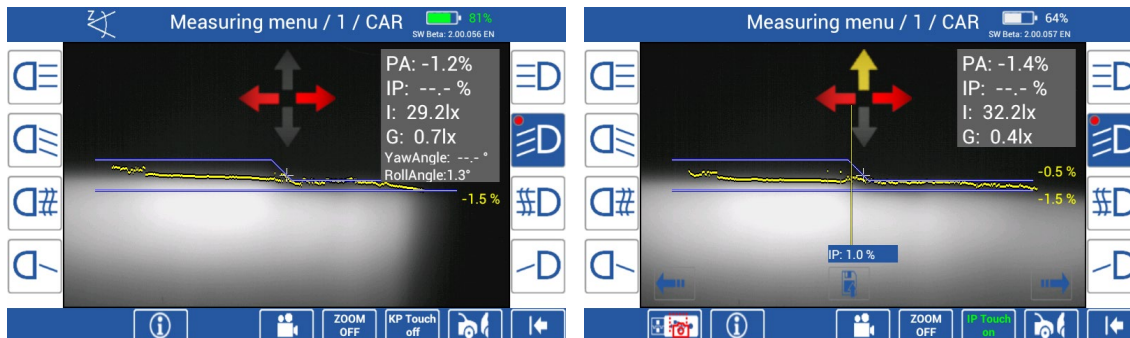 Measuring menu / 1 / CAR
81%
SW Beta: 2.00.056 EN
PA: -1.2%
IP: --.- %
I: 29.2lx
G: 0.7lx
YawAngle: --.- °
RollAngle:1.3°
-1.5 %
ZOOM
OFF
KP Touch
off
Measuring menu / 1 / CAR
64%
SW Beta: 2.00.057 EN
PA: -1.4%
IP: --.- %
I: 32.2lx
G: 0.4lx
-0.5 %
-1.5 %
IP: 1.0 %
ZOOM
OFF
IP Touch
on